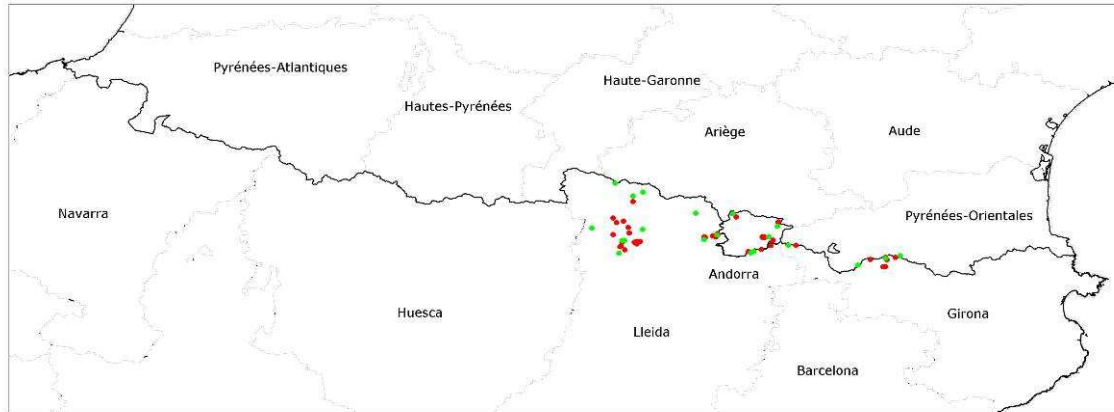 Pyrénées-Atlantiques
Haute-Garonne
Hautes-Pyrénées
Ariège
Aude
Navarra
Pyrénées-Orientales
Andorra
Huesca
Lleida
Girona
Barcelona